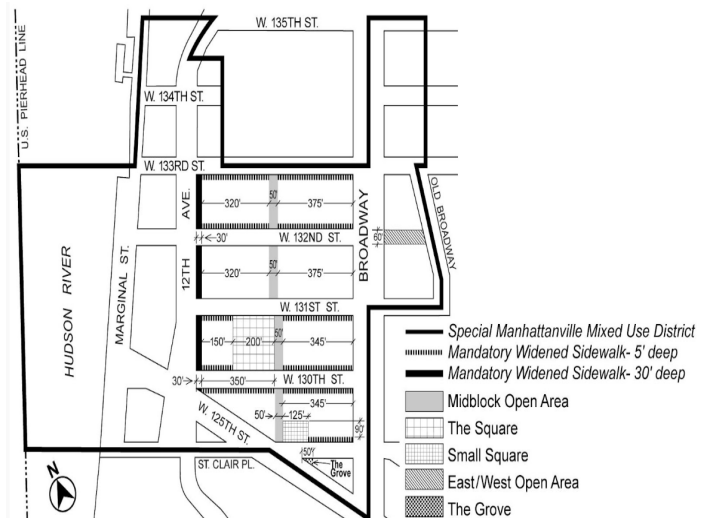 W. 135TH ST.
U.S. PIERHEAD LINE
W. 134TH ST.
W. 133RD ST.
50'
320'
375'
AVE.
BROADWAY
OLD BROADWAY
30'
W. 132ND ST.
60'
HUDSON RIVER
MARGINAL ST.
12TH
50'
320'
375'
W. 131ST ST.
50'
150'
200'
345'
30'
350'
W. 130TH ST.
345'
50'
125'
90'
W. 125TH ST.
50'
The
Grove
ST. CLAIR PL.
N
Special Manhattanville Mixed Use District
Mandatory Widened Sidewalk- 5' deep
Mandatory Widened Sidewalk- 30' deep
Midblock Open Area
The Square
Small Square
East/West Open Area
The Grove